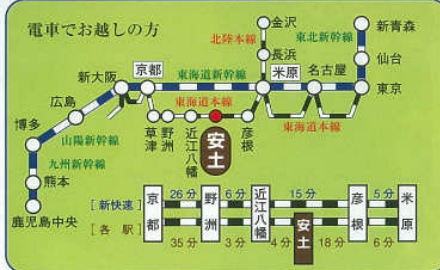 電車でお越しの方
金沢
北陸本線
東北新幹線
新青森
長浜
仙台
京都
東海道新幹線
米原
名古屋
新大阪
東京
広島
東海道本線
博多
草津
野洲
近江八幡
安土
彦根
東海道本線
山陽新幹線
九州新幹線
熊本
鹿児島中央
[新快速] 京都 26分 野洲 6分 近江八幡 15分 彦根 5分 米原
[各駅] 35分 3分 4分 安土 18分 6分